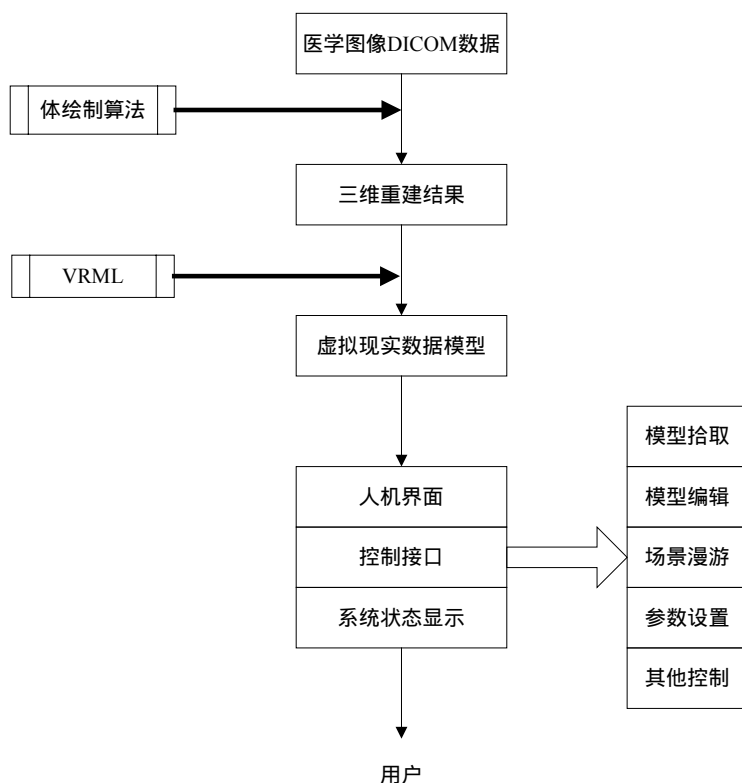 医学图像DICOM数据
体绘制算法
三维重建结果
VRML
虚拟现实数据模型
人机界面
控制接口
系统状态显示
模型拾取
模型编辑
场景漫游
参数设置
其他控制
用户